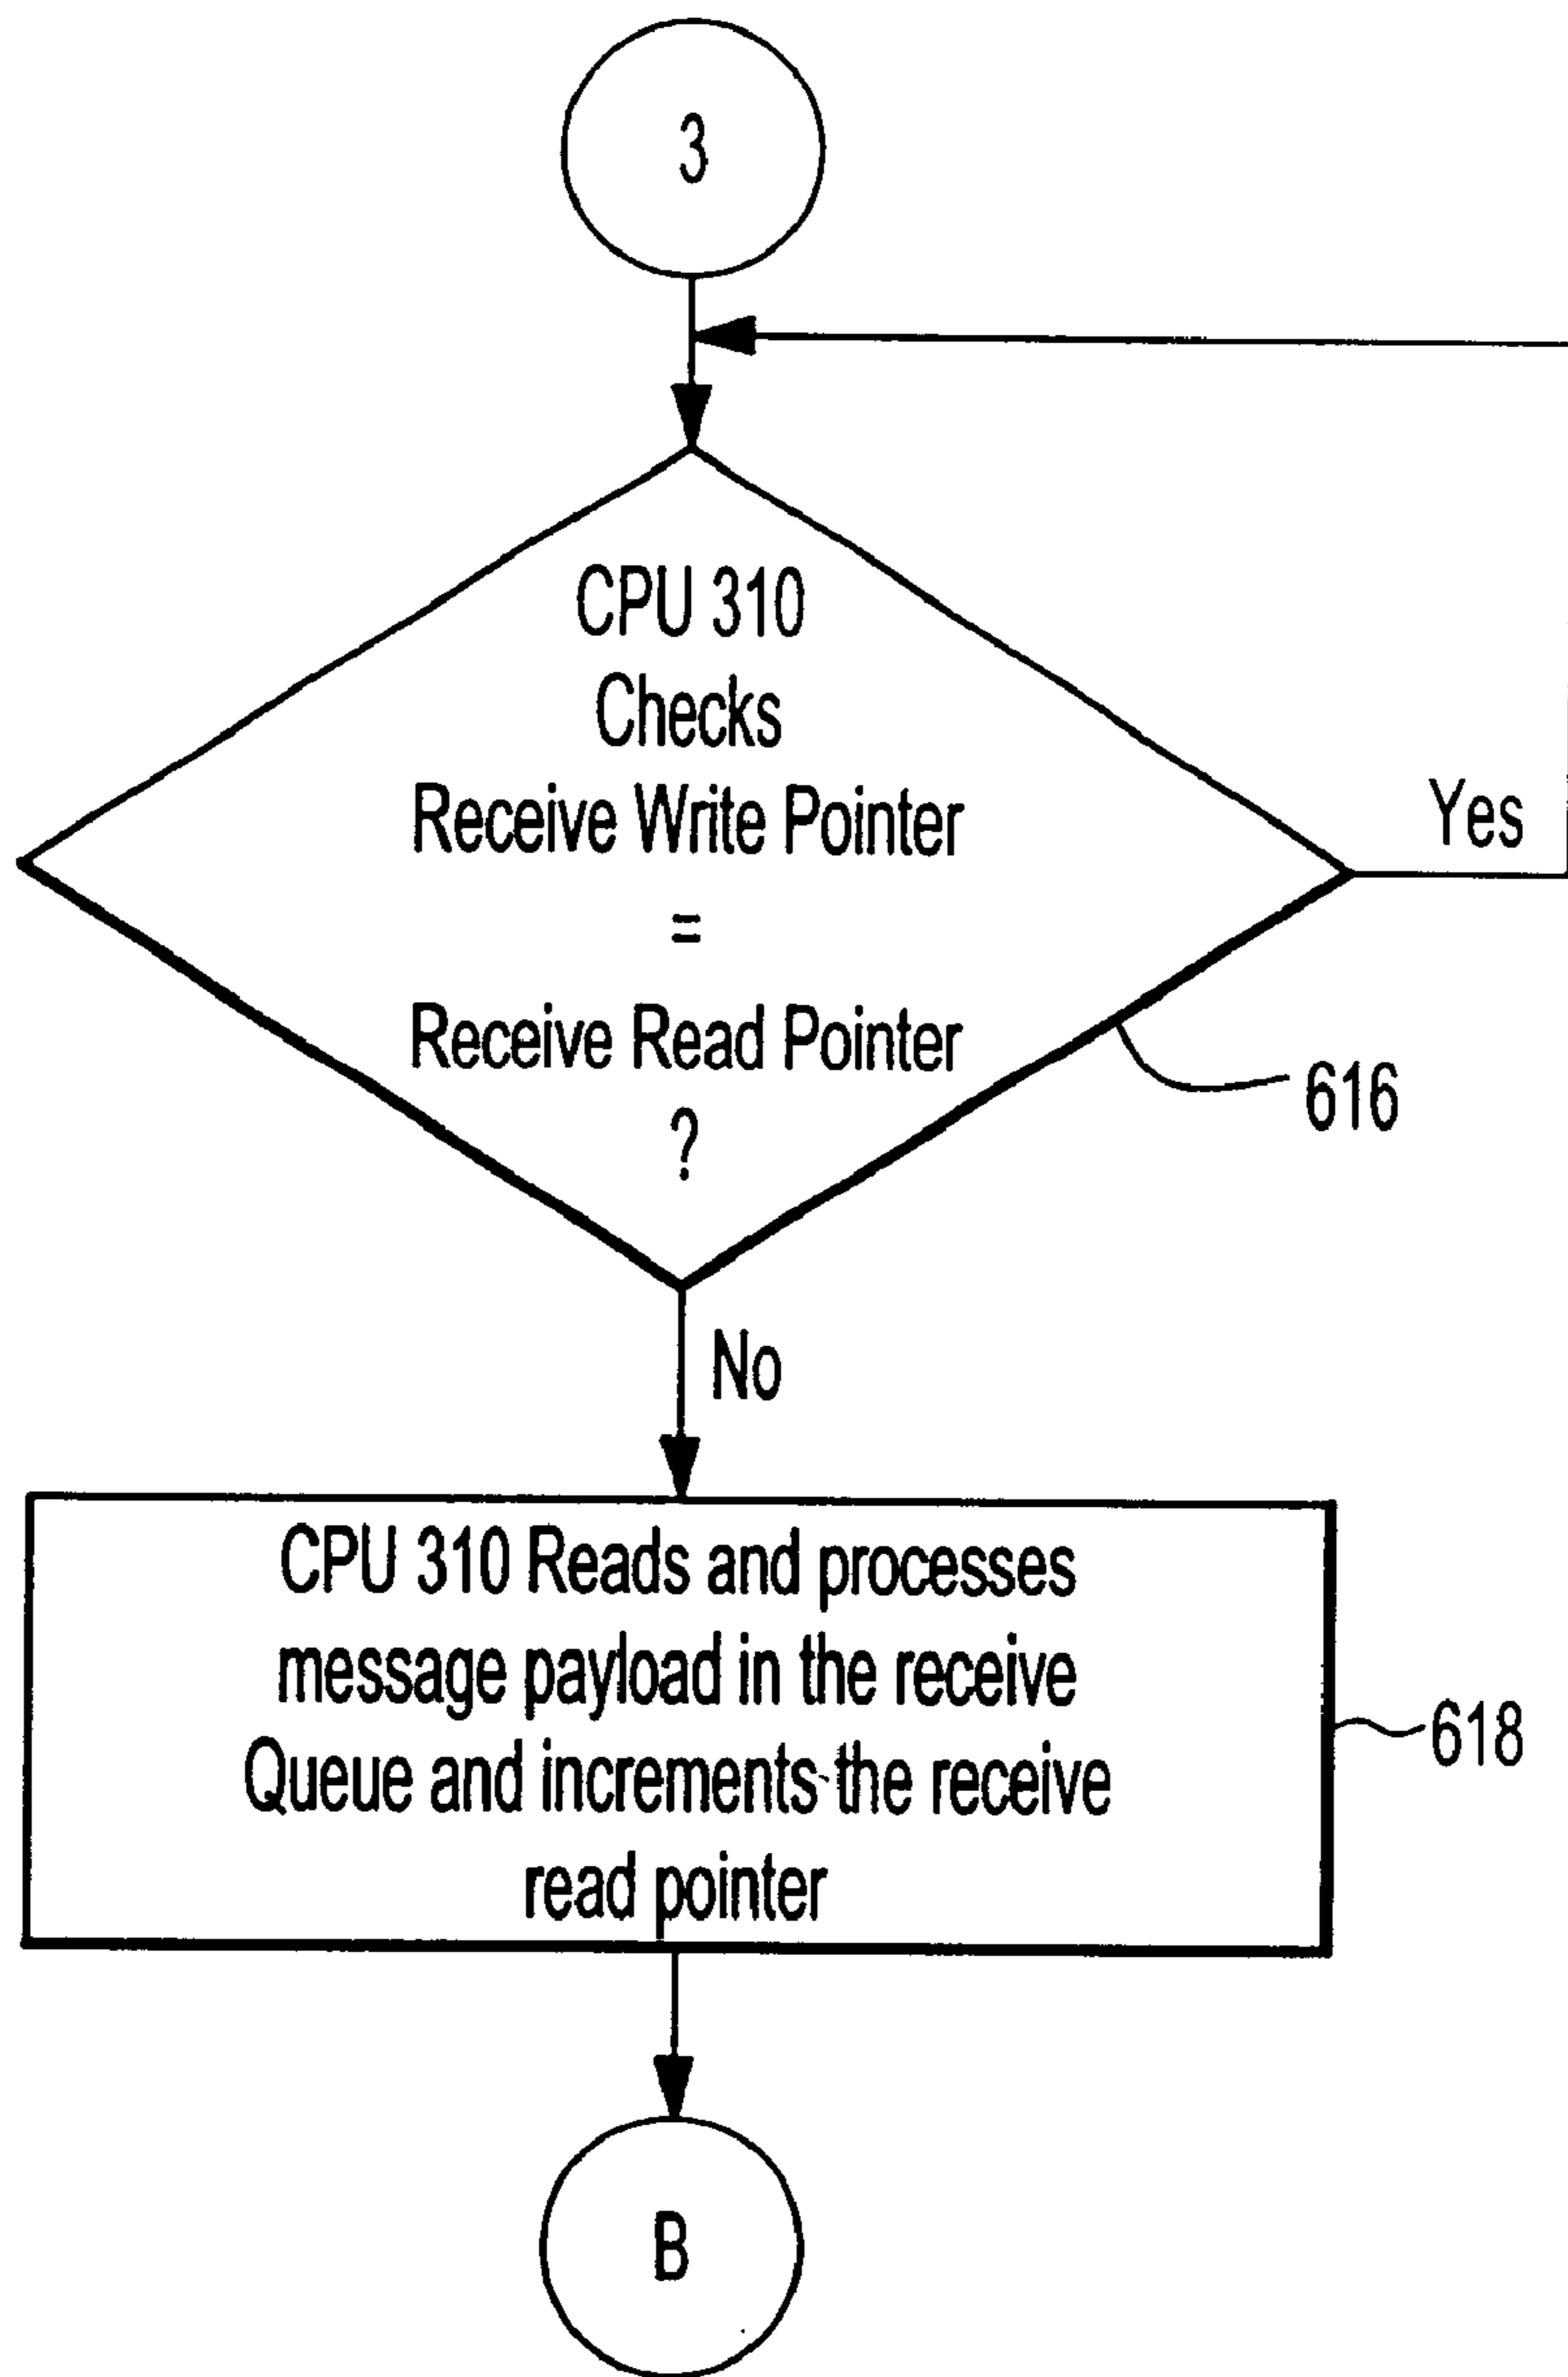 3
CPU 310
Checks
Receive Write Pointer
=
Receive Read Pointer
?
Yes
616
No
CPU 310 Reads and processes
message payload in the receive
Queue and increments the receive
read pointer
618
B